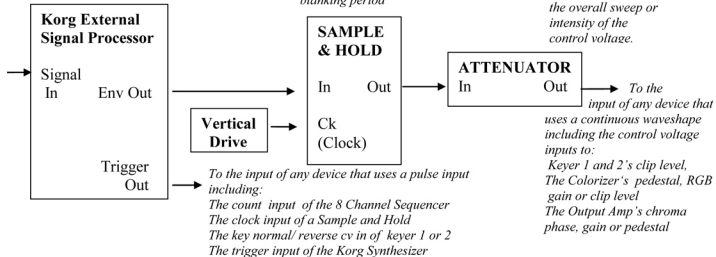 blanking period
the overall sweep or
intensity of the
control voltage.
Korg External
Signal Processor
Signal
In Env Out
Trigger
Out
SAMPLE
& HOLD
In Out
Ck
(Clock)
Vertical
Drive
ATTENUATOR
In Out
To the
input of any device that
uses a continuous waveshape
including the control voltage
inputs to:
Keyer 1 and 2's clip level,
The Colorizer‘s pedestal, RGB
gain or clip level
The Output Amp's chroma
phase, gain or pedestal
To the input of any device that uses a pulse input
including:
The count input of the 8 Channel Sequencer
The clock input of a Sample and Hold
The key normal/ reverse cv in of keyer 1 or 2
The trigger input of the Korg Synthesizer